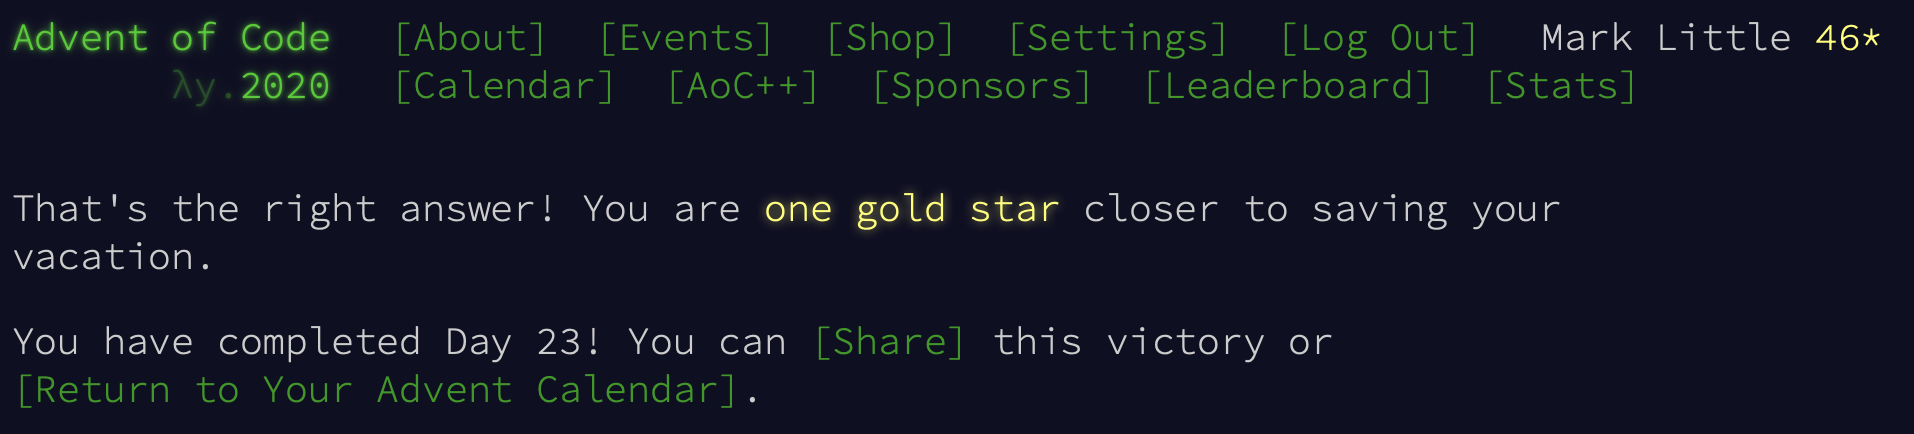 Advent of Code [About] [Events] [Shop] [Settings] [Log Out] Mark Little 46*
λy.2020 [Calendar] [AoC++] [Sponsors] [Leaderboard] [Stats]
That's the right answer! You are one gold star closer to saving your
vacation.
You have completed Day 23! You can [Share] this victory or
[Return to Your Advent Calendar].